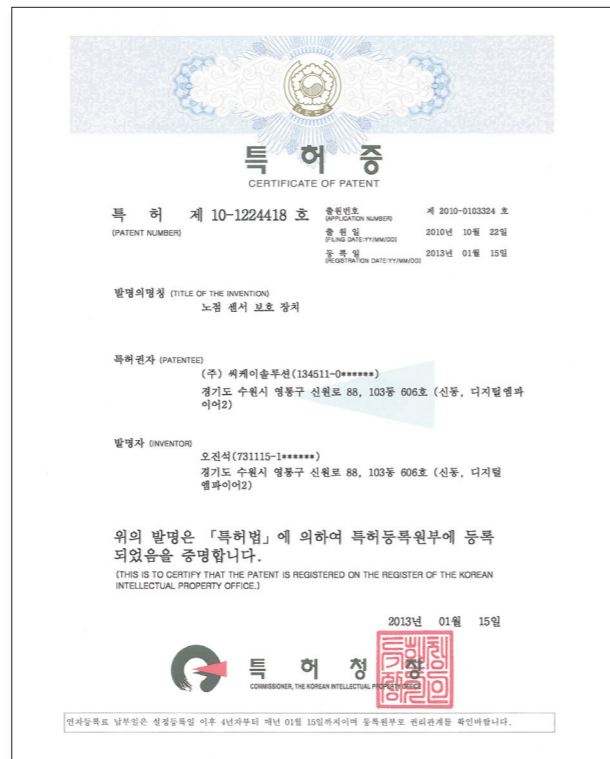 특 허 증
CERTIFICATE OF PATENT
특 허 제 10-1224418 호
(PATENT NUMBER)
출원번호 제 2010-0103324 호
(APPLICATION NUMBER)
출 원 일 2010년 10월 22일
(FILING DATE:YY/MM/DD)
등 록 일 2013년 01월 15일
(REGISTRATION DATE:YY/MM/DD)
발명의명칭 (TITLE OF THE INVENTION)
노점 센서 보호 장치
특허권자 (PATENTEE)
(주) 씨케이솔루션(134511-0******)
경기도 수원시 영통구 신원로 88, 103동 606호 (신동, 디지털엠파
이어2)
발명자 (INVENTOR)
오진석(731115-1******)
경기도 수원시 영통구 신원로 88, 103동 606호 (신동, 디지털
엠파이어2)
위의 발명은 「특허법」에 의하여 특허등록원부에 등록
되었음을 증명합니다.
(THIS IS TO CERTIFY THAT THE PATENT IS REGISTERED ON THE REGISTER OF THE KOREAN
INTELLECTUAL PROPERTY OFFICE.)
2013년 01월 15일
특 허 청 장
COMMISSIONER, THE KOREAN INTELLECTUAL PROPERTY OFFICE
연차등록료 납부일은 설정등록일 이후 4년차부터 매년 01월 15일까지이며 등록원부로 권리관계를 확인바랍니다.